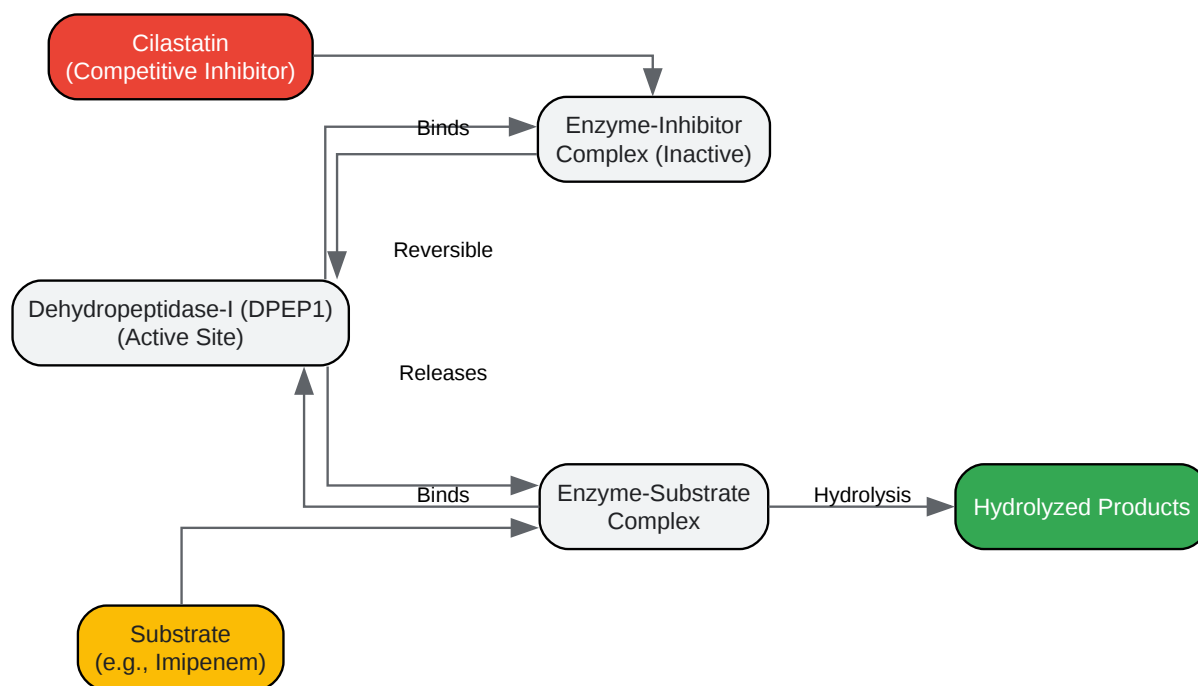 Cilastatin
(Competitive Inhibitor)
Binds
Enzyme-Inhibitor
Complex (Inactive)
Reversible
Dehydropeptidase-I (DPEP1)
(Active Site)
Releases
Binds
Enzyme-Substrate
Complex
Hydrolysis
Hydrolyzed Products
Substrate
(e.g., Imipenem)